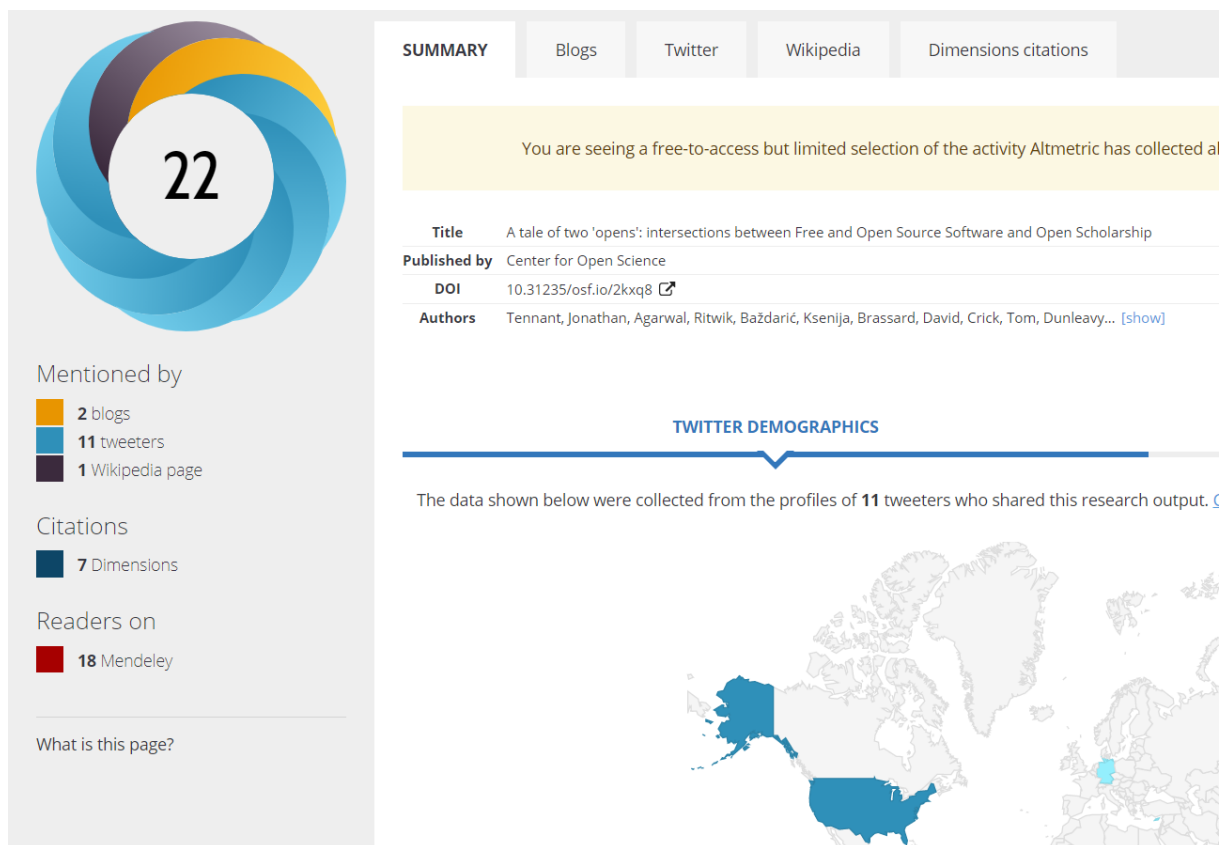 22
Mentioned by
2 blogs
11 tweeters
1 Wikipedia page
Citations
7 Dimensions
Readers on
18 Mendeley
What is this page?
SUMMARY Blogs Twitter Wikipedia Dimensions citations
You are seeing a free-to-access but limited selection of the activity Altmetric has collected
Title A tale of two 'opens': intersections between Free and Open Source Software and Open Scholarship
Published by Center for Open Science
DOI 10.31235/osf.io/2kxq8
Authors Tennant, Jonathan, Agarwal, Ritwik, Baždarić, Ksenija, Brassard, David, Crick, Tom, Dunleavy... [show]
TWITTER DEMOGRAPHICS
The data shown below were collected from the profiles of 11 tweeters who shared this research output.